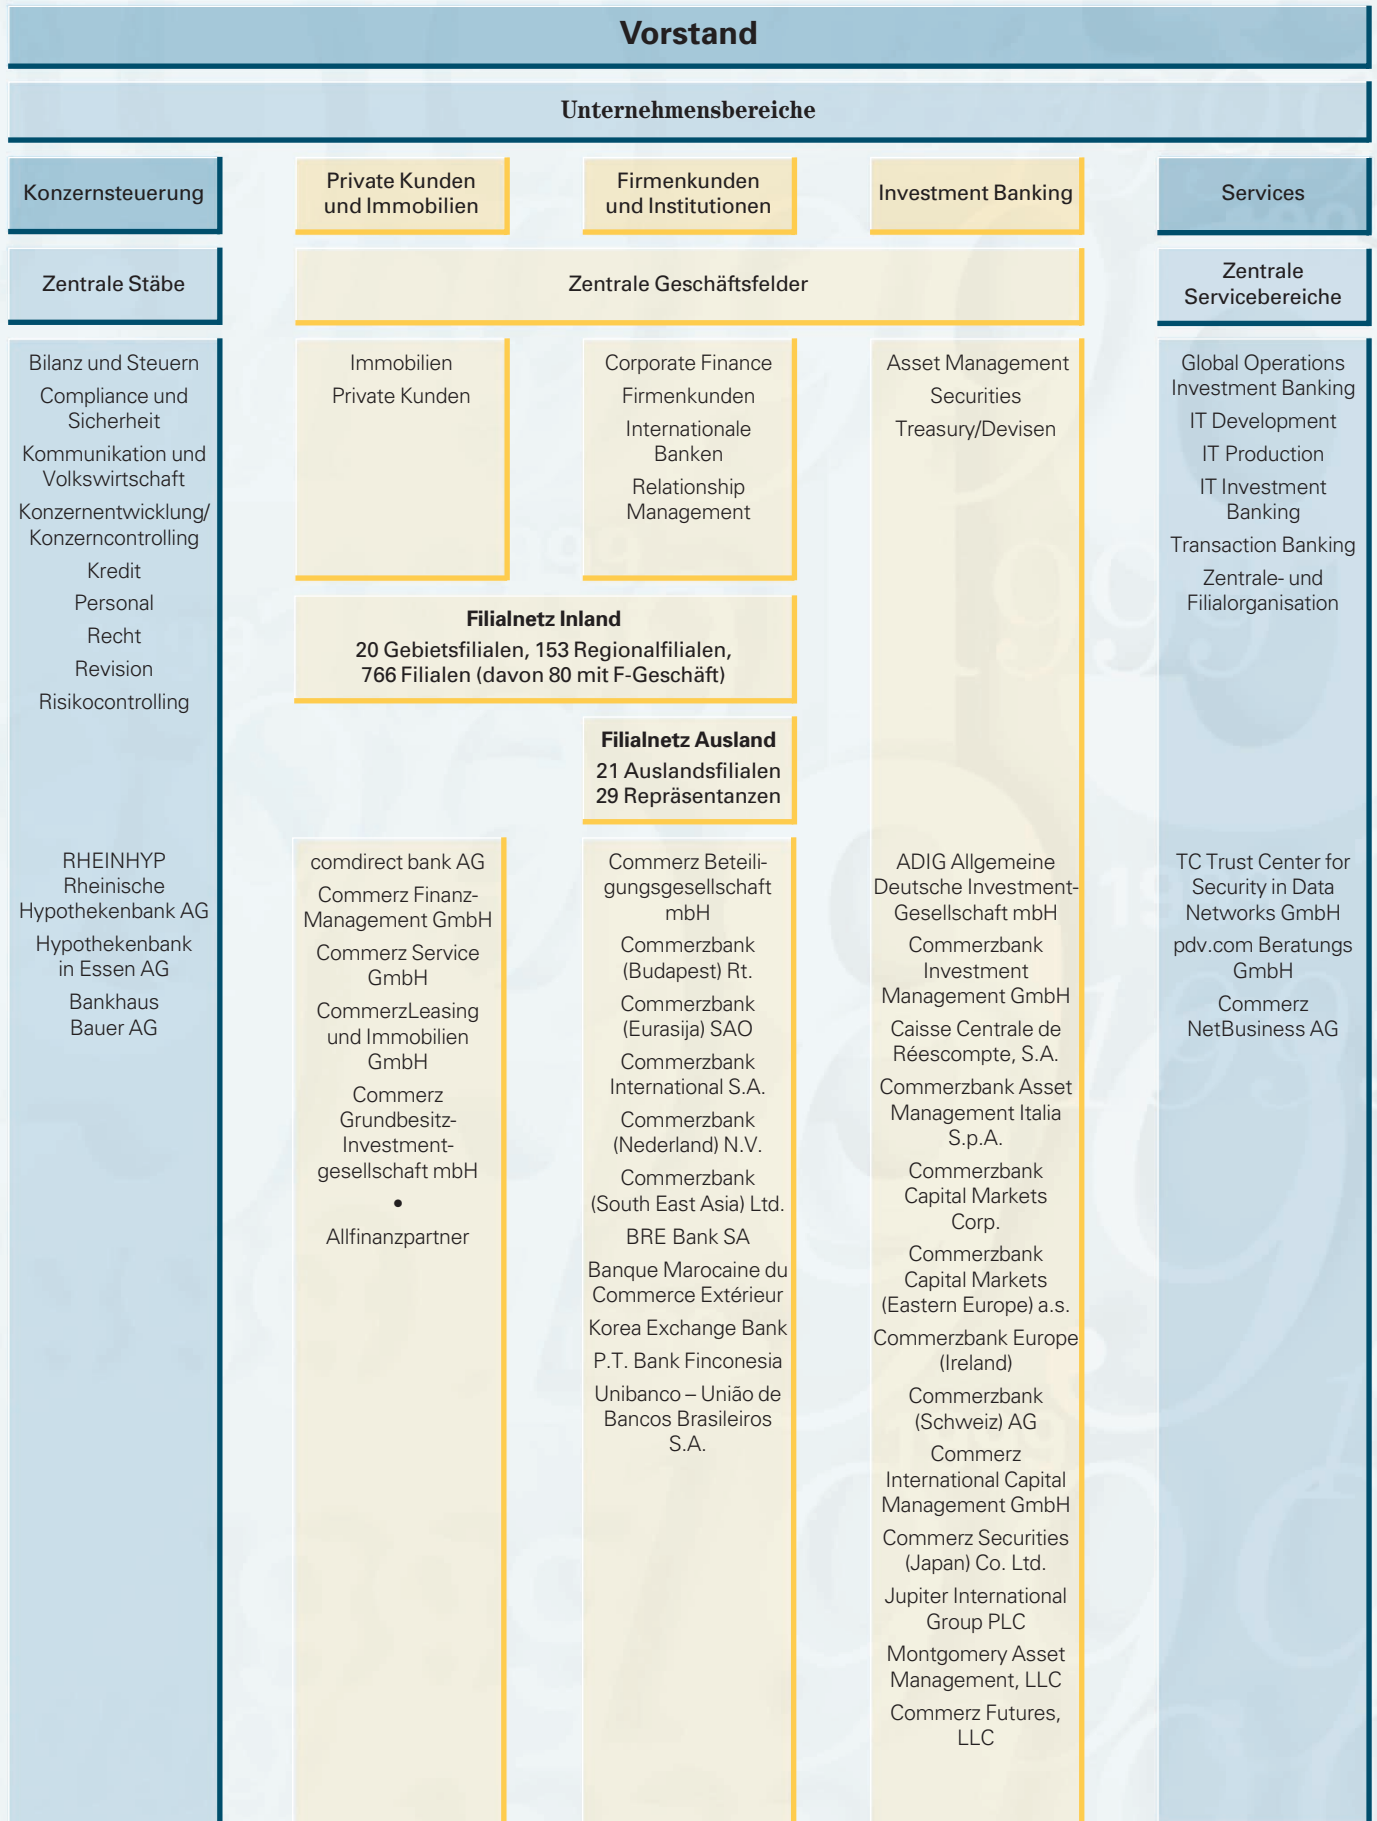 Vorstand
Unternehmensbereiche
Konzernsteuerung
Private Kunden
und Immobilien
Firmenkunden
und Institutionen
Investment Banking
Services
Zentrale Stäbe
Zentrale Geschäftsfelder
Zentrale
Servicebereiche
Bilanz und Steuern
Compliance und
Sicherheit
Kommunikation und
Volkswirtschaft
Konzernentwicklung/
Konzerncontrolling
Kredit
Personal
Recht
Revision
Risikocontrolling
Immobilien
Private Kunden
Corporate Finance
Firmenkunden
Internationale
Banken
Relationship
Management
Asset Management
Securities
Treasury/Devisen
Global Operations
Investment Banking
IT Development
IT Production
IT Investment
Banking
Transaction Banking
Zentrale- und
Filialorganisation
Filialnetz Inland
20 Gebietsfilialen, 153 Regionalfilialen,
766 Filialen (davon 80 mit F-Geschäft)
Filialnetz Ausland
21 Auslandsfilialen
29 Repräsentanzen
RHEINHYP
Rheinische
Hypothekenbank AG
Hypothekenbank
in Essen AG
Bankhaus
Bauer AG
comdirect bank AG
Commerz Finanz-
Management GmbH
Commerz Service
GmbH
CommerzLeasing
und Immobilien
GmbH
Commerz
Grundbesitz-
Investment-
gesellschaft mbH
•
Allfinanzpartner
Commerz Beteili-
gungsgesellschaft
mbH
Commerzbank
(Budapest) Rt.
Commerzbank
(Eurasija) SAO
Commerzbank
International S.A.
Commerzbank
(Nederland) N.V.
Commerzbank
(South East Asia) Ltd.
BRE Bank SA
Banque Marocaine du
Commerce Extérieur
Korea Exchange Bank
P.T. Bank Finconesia
Unibanco – União de
Bancos Brasileiros
S.A.
ADIG Allgemeine
Deutsche Investment-
Gesellschaft mbH
Commerzbank
Investment
Management GmbH
Caisse Centrale de
Réescompte, S.A.
Commerzbank Asset
Management Italia
S.p.A.
Commerzbank
Capital Markets
Corp.
Commerzbank
Capital Markets
(Eastern Europe) a.s.
Commerzbank Europe
(Ireland)
Commerzbank
(Schweiz) AG
Commerz
International Capital
Management GmbH
Commerz Securities
(Japan) Co. Ltd.
Jupiter International
Group PLC
Montgomery Asset
Management, LLC
Commerz Futures,
LLC
TC Trust Center for
Security in Data
Networks GmbH
pdv.com Beratungs
GmbH
Commerz
NetBusiness AG